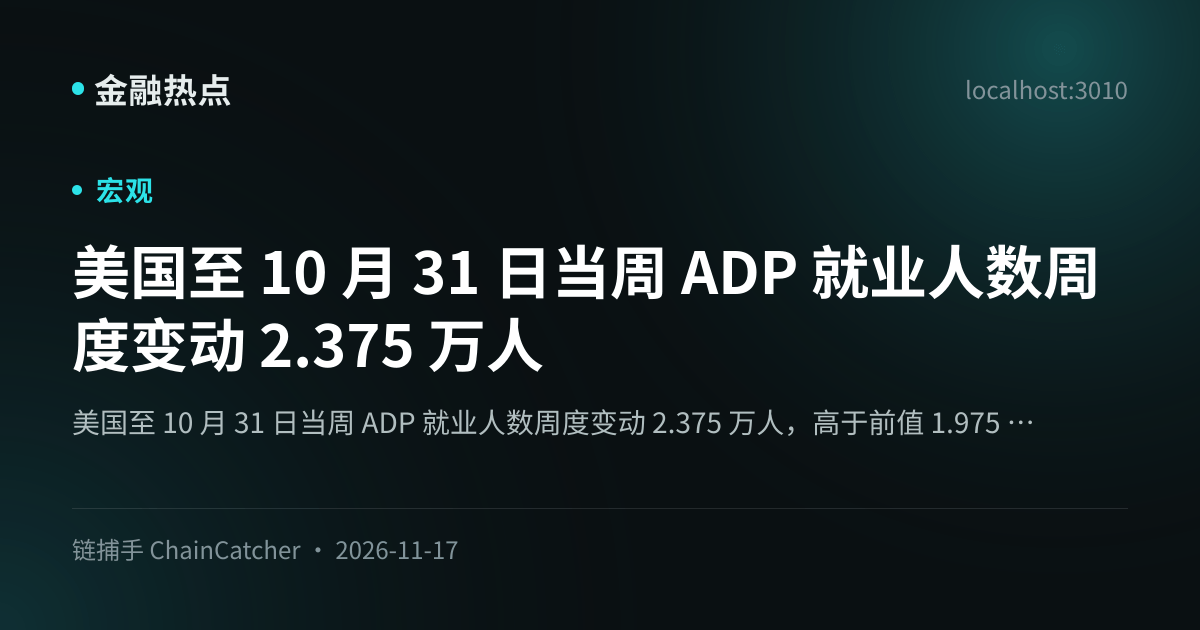 金融热点
localhost:3010
宏观
美国至 10 月 31 日当周 ADP 就业人数周
度变动 2.375 万人
美国至 10 月 31 日当周 ADP 就业人数周度变动 2.375 万人，高于前值 1.975 …
链捕手 ChainCatcher · 2026-11-17